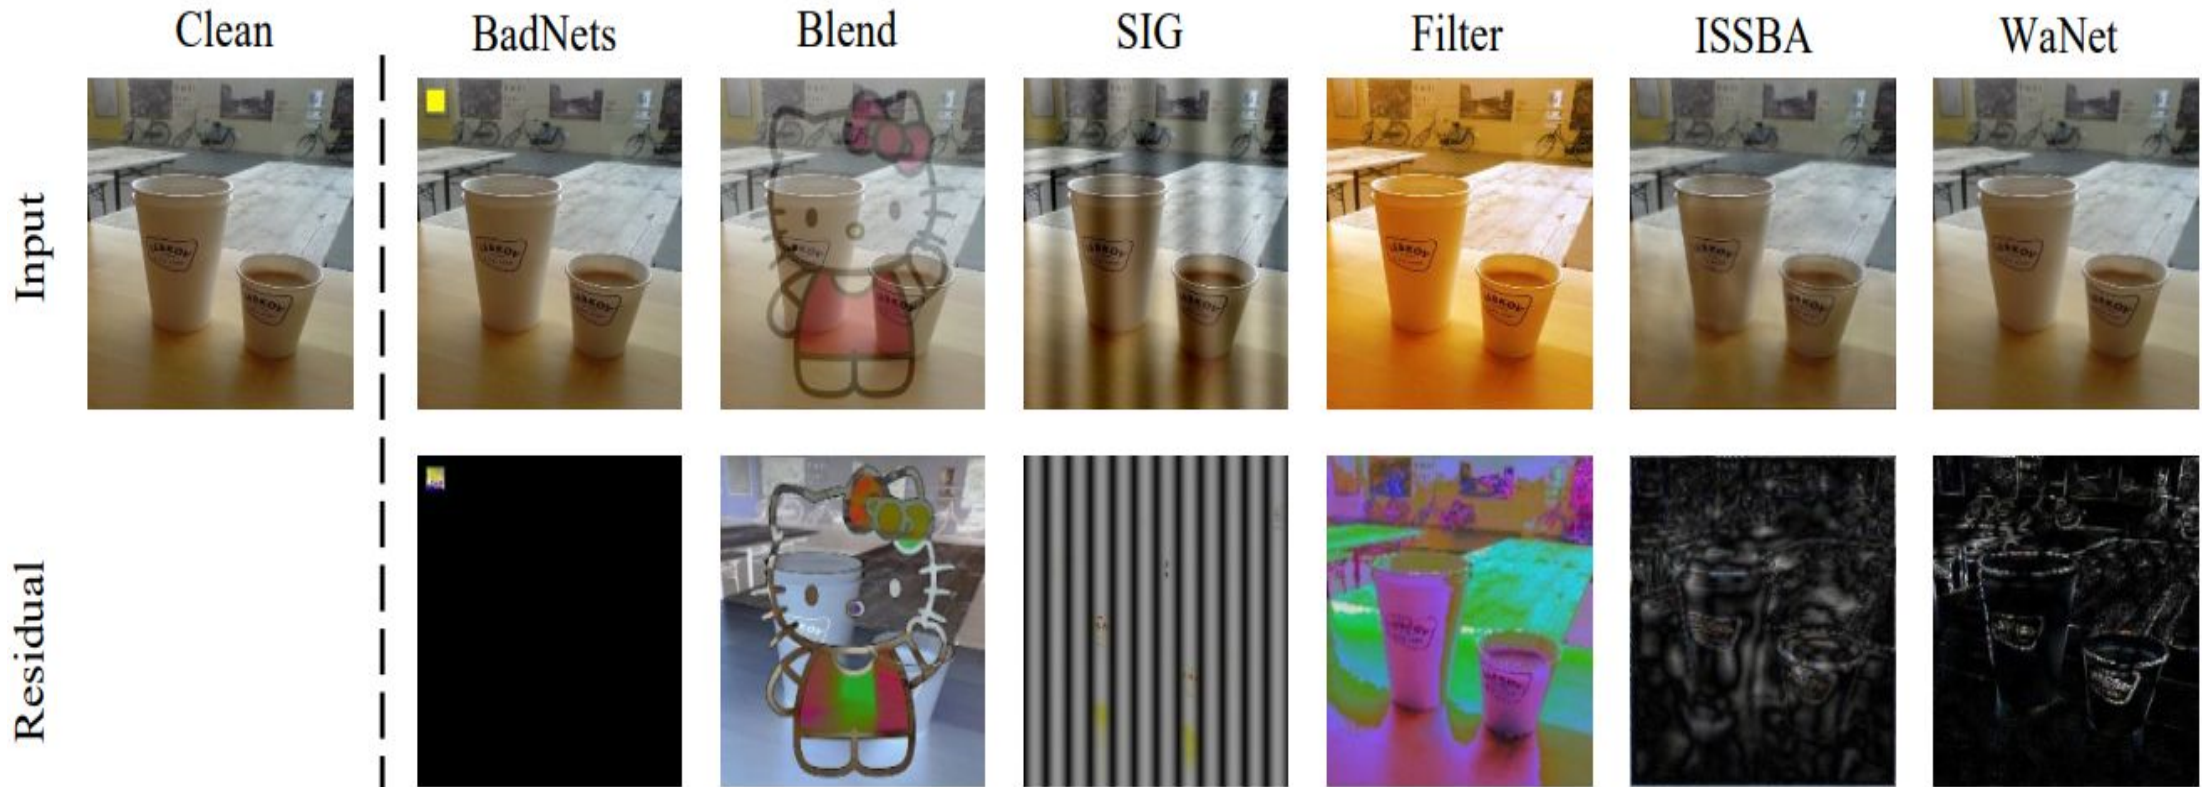 Clean
BadNets
Blend
SIG
Filter
ISSBA
WaNet
Input
Residual